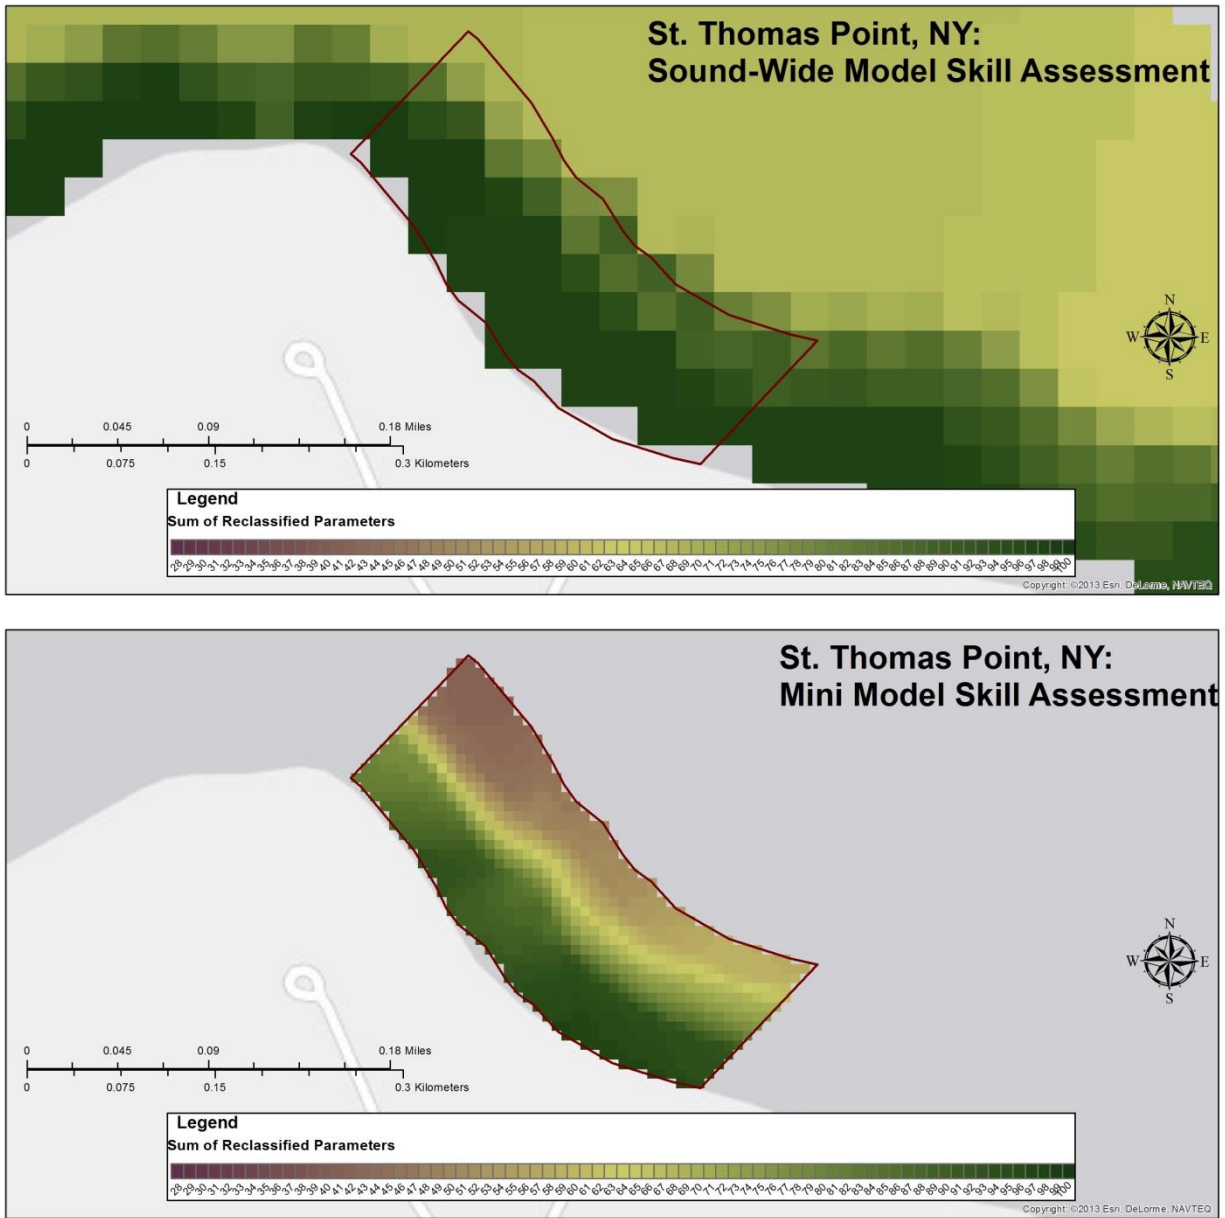 St. Thomas Point, NY:
Sound-Wide Model Skill Assessment
N
W E
S
0 0.045 0.09 0.18 Miles
0 0.075 0.15 0.3 Kilometers
Legend
Sum of Reclassified Parameters
28 29 30 31 32 33 34 35 36 37 38 39 40 41 42 43 44 45 46 47 48 49 50 51 52 53 54 55 56 57 58 59 60 61 62 63 64 65 66 67 68 69 70 71 72 73 74 75 76 77 78 79 80 81 82 83 84 85 86 87 88 89 90 91 92 93 94 95 96 97 98 99 100
Copyright: ©2013 Esri, DeLorme, NAVTEQ
St. Thomas Point, NY:
Mini Model Skill Assessment
N
W E
S
0 0.045 0.09 0.18 Miles
0 0.075 0.15 0.3 Kilometers
Legend
Sum of Reclassified Parameters
28 29 30 31 32 33 34 35 36 37 38 39 40 41 42 43 44 45 46 47 48 49 50 51 52 53 54 55 56 57 58 59 60 61 62 63 64 65 66 67 68 69 70 71 72 73 74 75 76 77 78 79 80 81 82 83 84 85 86 87 88 89 90 91 92 93 94 95 96 97 98 99 100
Copyright: ©2013 Esri, DeLorme, NAVTEQ